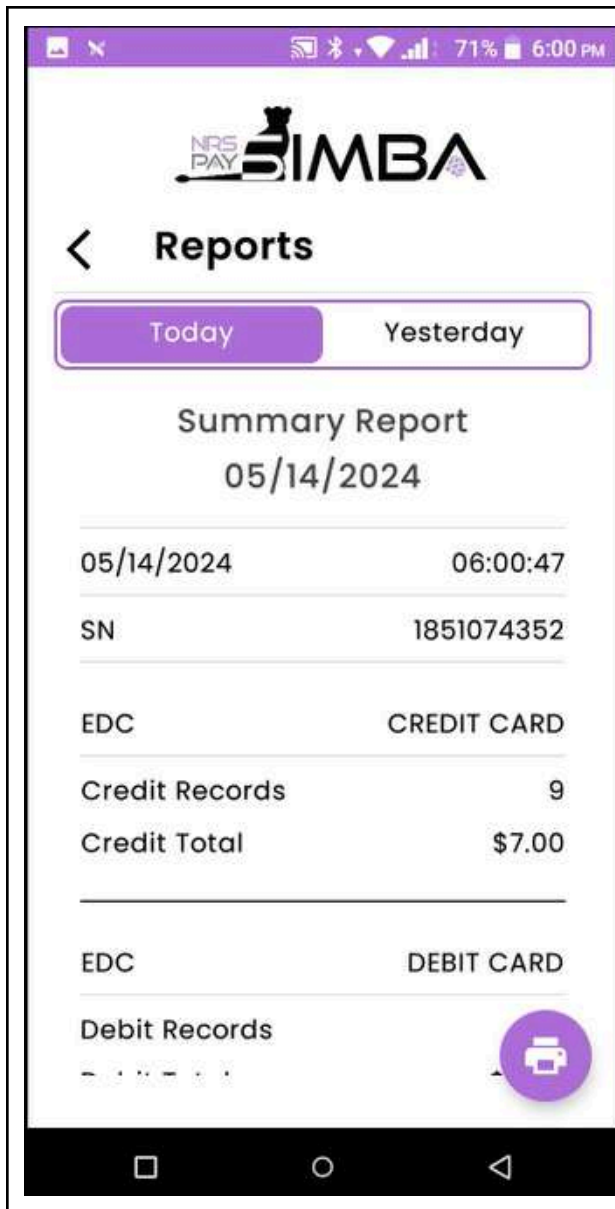 71% 6:00 PM
NRS
PAY SIMBA
Reports
Today Yesterday
Summary Report
05/14/2024
05/14/2024 06:00:47
SN 1851074352
EDC CREDIT CARD
Credit Records 9
Credit Total $7.00
EDC DEBIT CARD
Debit Records